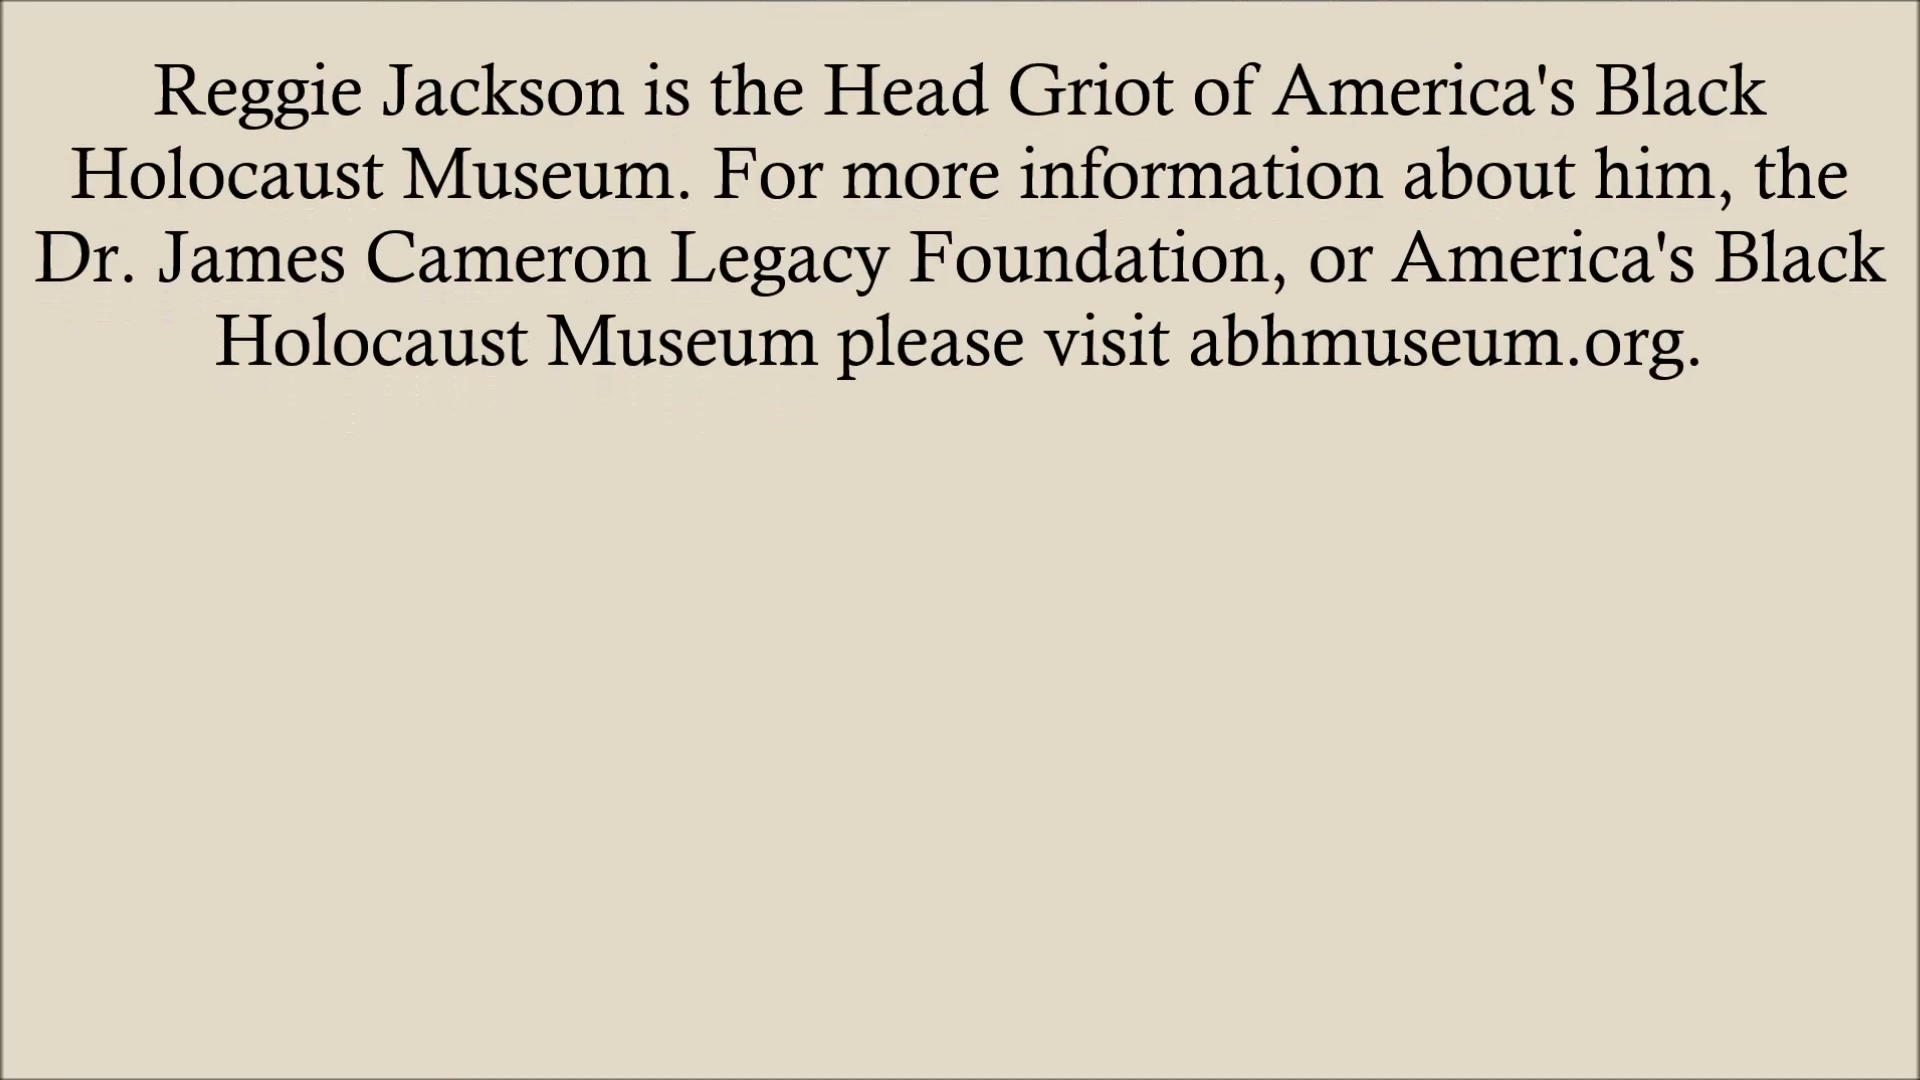 Reggie Jackson is the Head Griot of America's Black
Holocaust Museum. For more information about him, the
Dr. James Cameron Legacy Foundation, or America's Black
Holocaust Museum please visit abhmuseum.org.